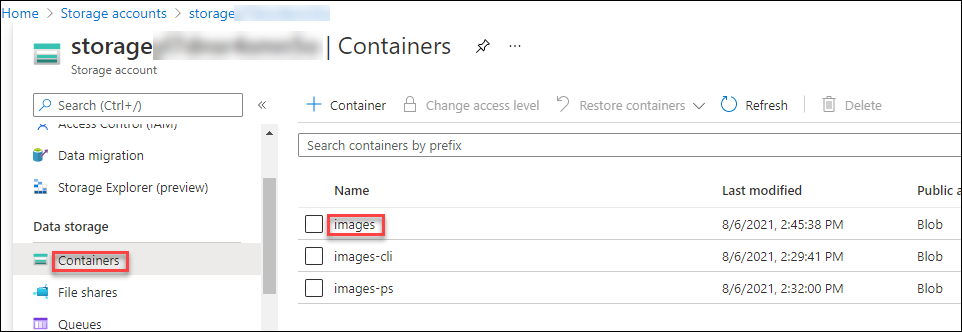 Home > Storage accounts > storage
storage | Containers
Storage account
Search (Ctrl+/)
Container
Change access level
Restore containers
Refresh
Delete
Access Control (IAM)
Data migration
Storage Explorer (preview)
Data storage
Containers
File shares
Queues
Search containers by prefix
Name Last modified Public a
images 8/6/2021, 2:45:38 PM Blob
images-cli 8/6/2021, 2:29:41 PM Blob
images-ps 8/6/2021, 2:32:00 PM Blob